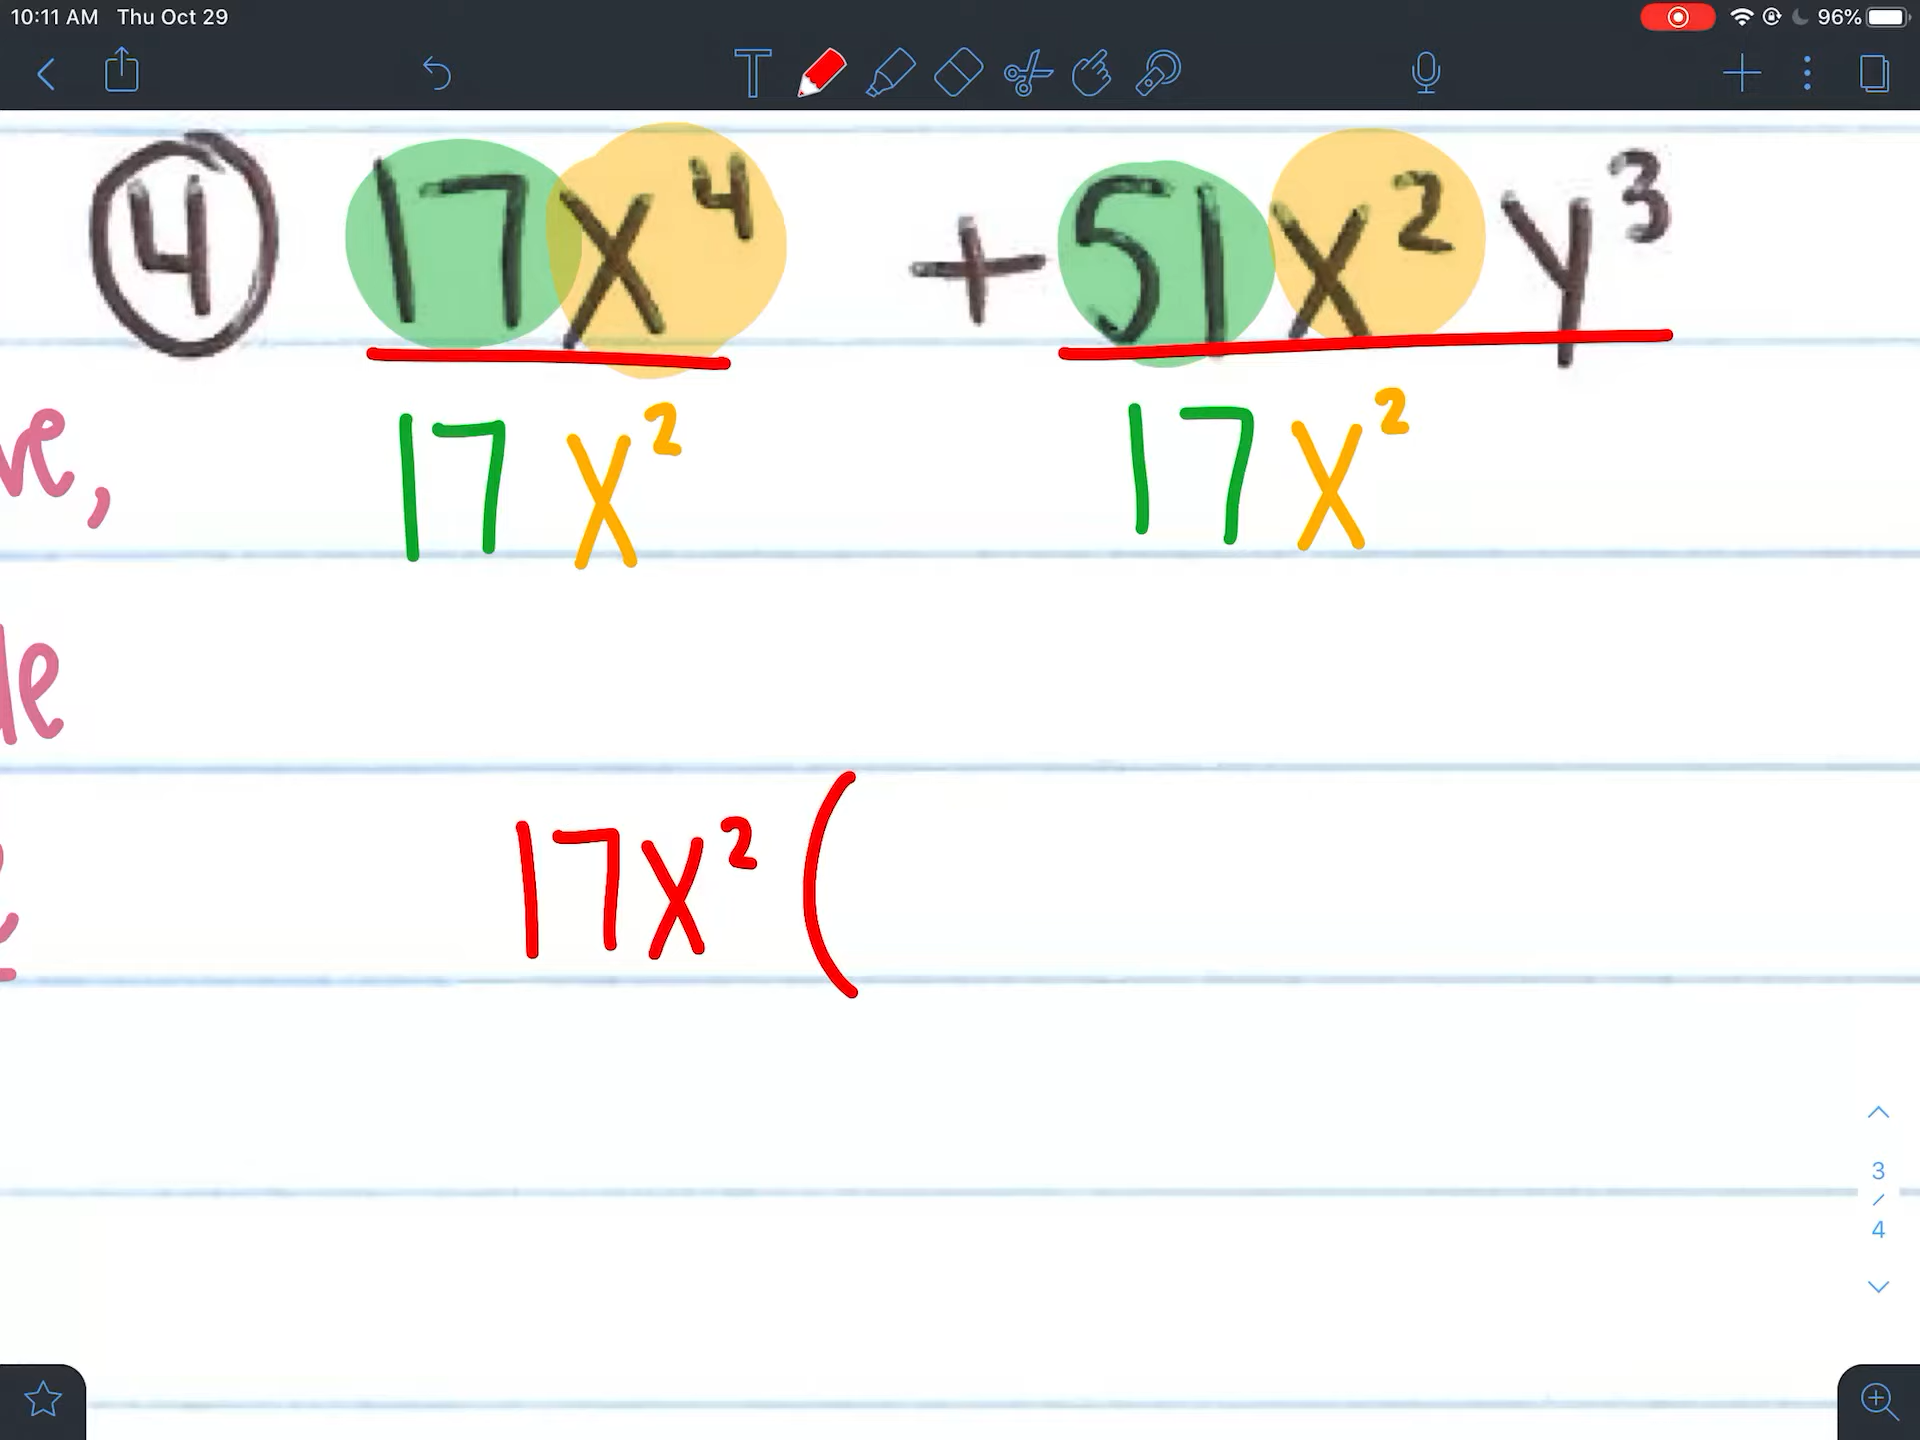 10:11 AM Thu Oct 29
96%
T
④ 17x⁴ + 51x²y³
17x² 17x²
17x² (
3
/
4